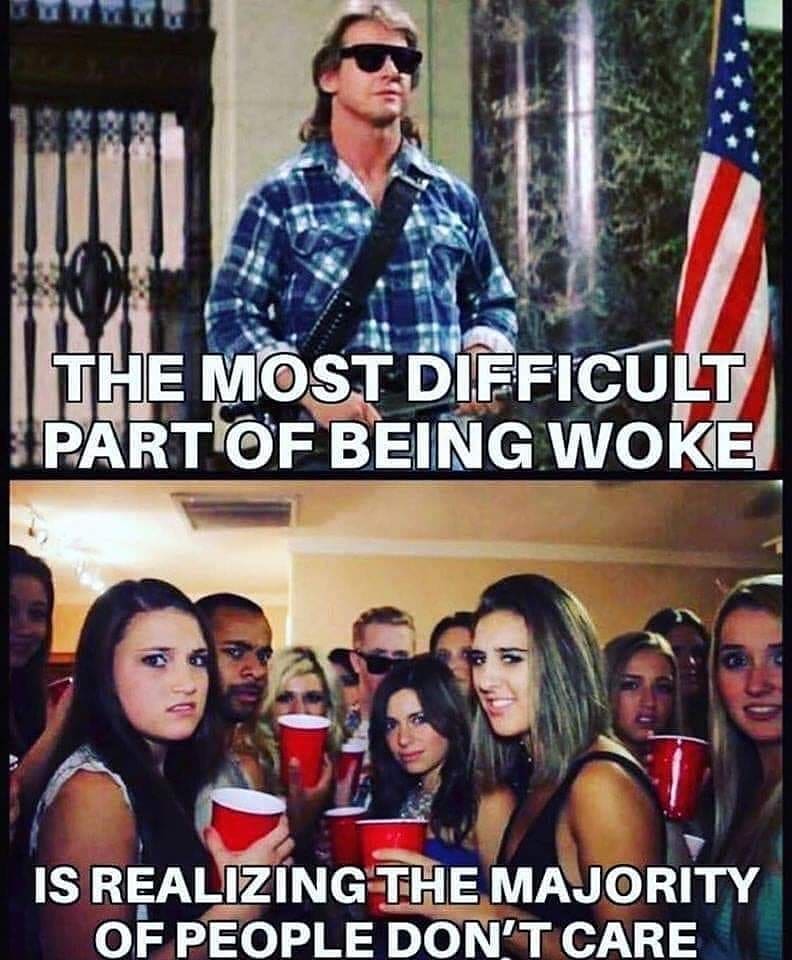 THE MOST DIFFICULT
PART OF BEING WOKE
IS REALIZING THE MAJORITY
OF PEOPLE DON'T CARE